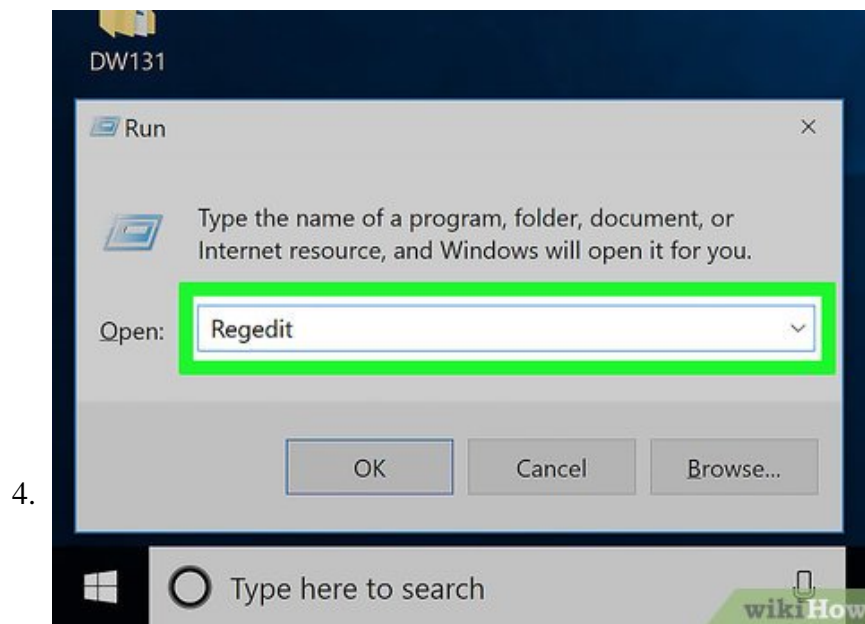 DW131
Run
Type the name of a program, folder, document, or
Internet resource, and Windows will open it for you.
Open:
Regedit
OK
Cancel
Browse...
4.
Type here to search
wikiHow